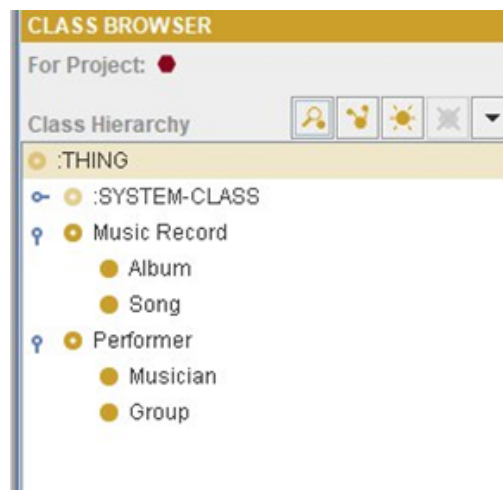 CLASS BROWSER
For Project:
Class Hierarchy
:THING
:SYSTEM-CLASS
Music Record
Album
Song
Performer
Musician
Group